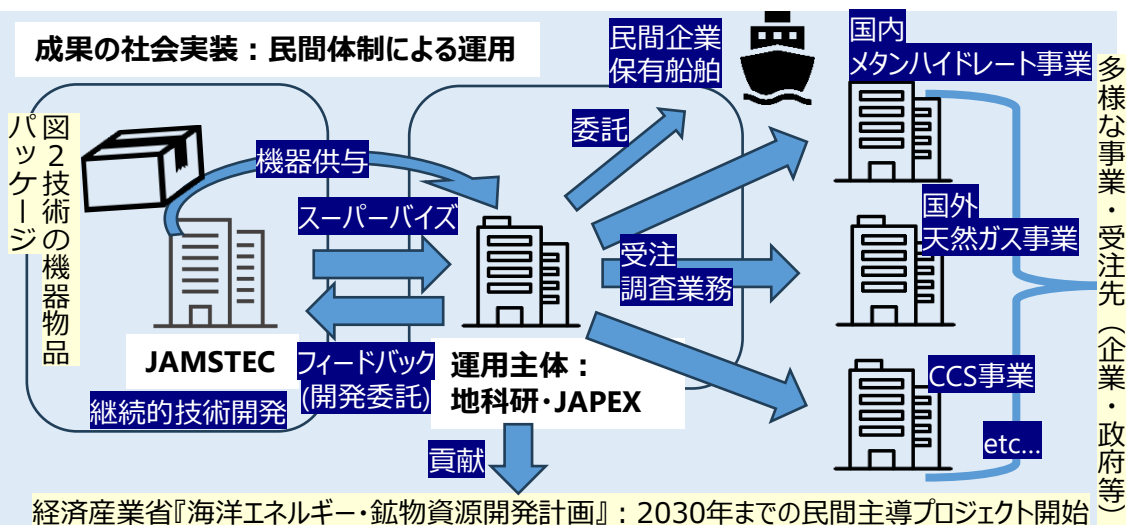 成果の社会実装：民間体制による運用
図2技術の機器物品
パッケージ
機器供与
スーパーバイズ
JAMSTEC
継続的技術開発
フィードバック
(開発委託)
運用主体：
地科研・JAPEX
貢献
民間企業
保有船舶
委託
受注
調査業務
国内
メタンハイドレート事業
国外
天然ガス事業
CCS事業
etc...
多様な事業・受注先（企業・政府等）
経済産業省『海洋エネルギー・鉱物資源開発計画』：2030年までの民間主導プロジェクト開始